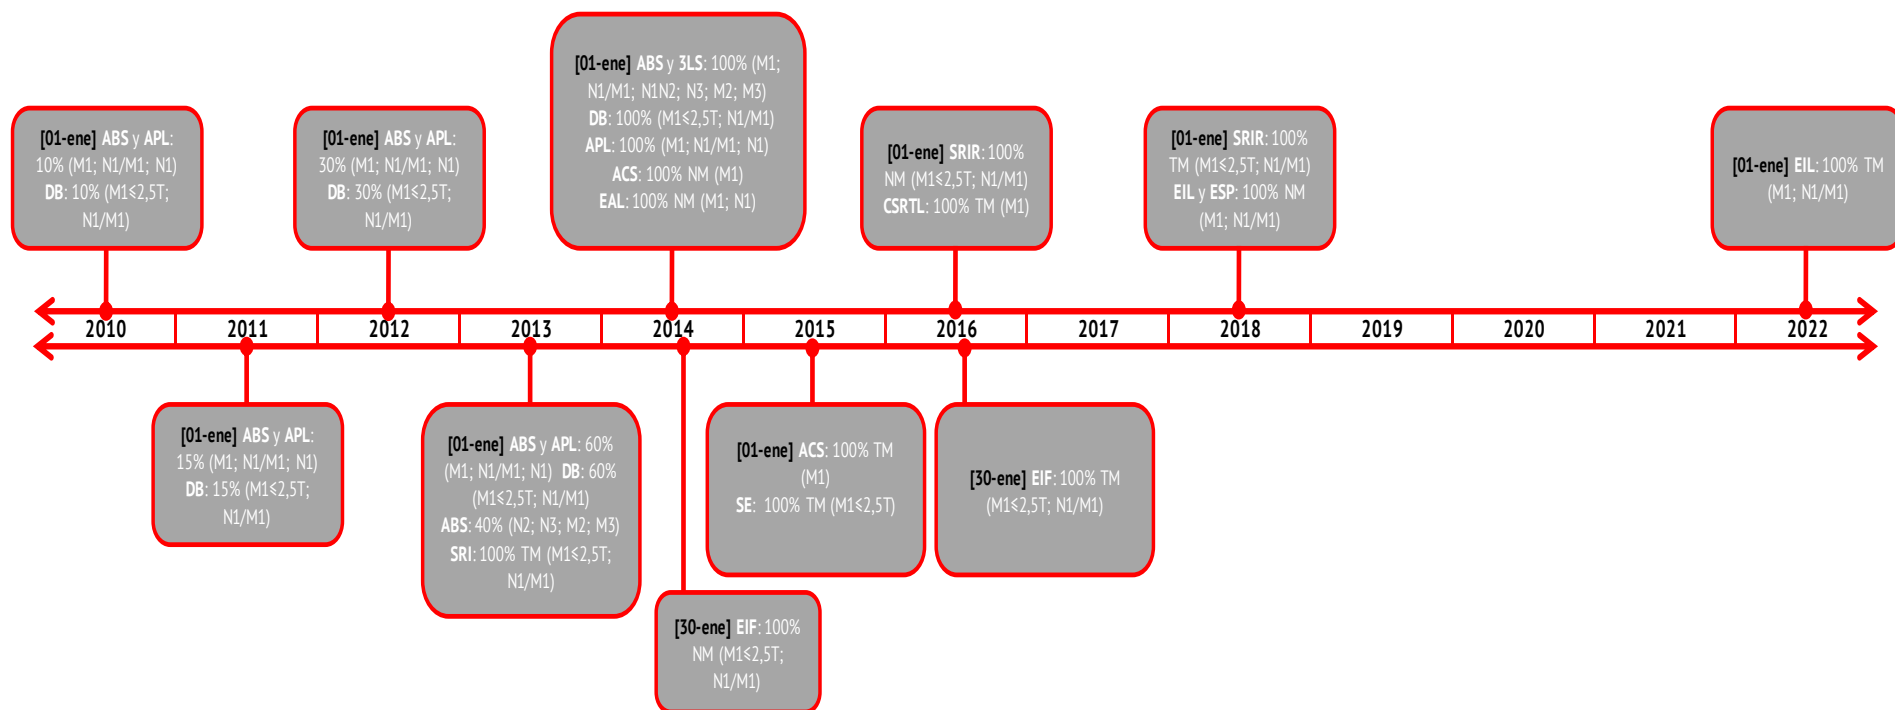 [01-ene] ABS y APL:
10% (M1; N1/M1; N1)
DB: 10% (M1≤2,5T;
N1/M1)
[01-ene] ABS y APL:
30% (M1; N1/M1; N1)
DB: 30% (M1≤2,5T;
N1/M1)
[01-ene] ABS y 3LS: 100% (M1;
N1/M1; N1N2; N3; M2; M3)
DB: 100% (M1≤2,5T; N1/M1)
APL: 100% (M1; N1/M1; N1)
ACS: 100% NM (M1)
EAL: 100% NM (M1; N1)
[01-ene] SRIR: 100%
NM (M1≤2,5T; N1/M1)
CSRTL: 100% TM (M1)
[01-ene] SRIR: 100%
TM (M1≤2,5T; N1/M1)
EIL y ESP: 100% NM
(M1; N1/M1)
[01-ene] EIL: 100% TM
(M1; N1/M1)
2010
2011
2012
2013
2014
2015
2016
2017
2018
2019
2020
2021
2022
[01-ene] ABS y APL:
15% (M1; N1/M1; N1)
DB: 15% (M1≤2,5T;
N1/M1)
[01-ene] ABS y APL: 60%
(M1; N1/M1; N1) DB: 60%
(M1≤2,5T; N1/M1)
ABS: 40% (N2; N3; M2; M3)
SRI: 100% TM (M1≤2,5T;
N1/M1)
[30-ene] EIF: 100%
NM (M1≤2,5T;
N1/M1)
[01-ene] ACS: 100% TM
(M1)
SE: 100% TM (M1≤2,5T)
[30-ene] EIF: 100% TM
(M1≤2,5T; N1/M1)